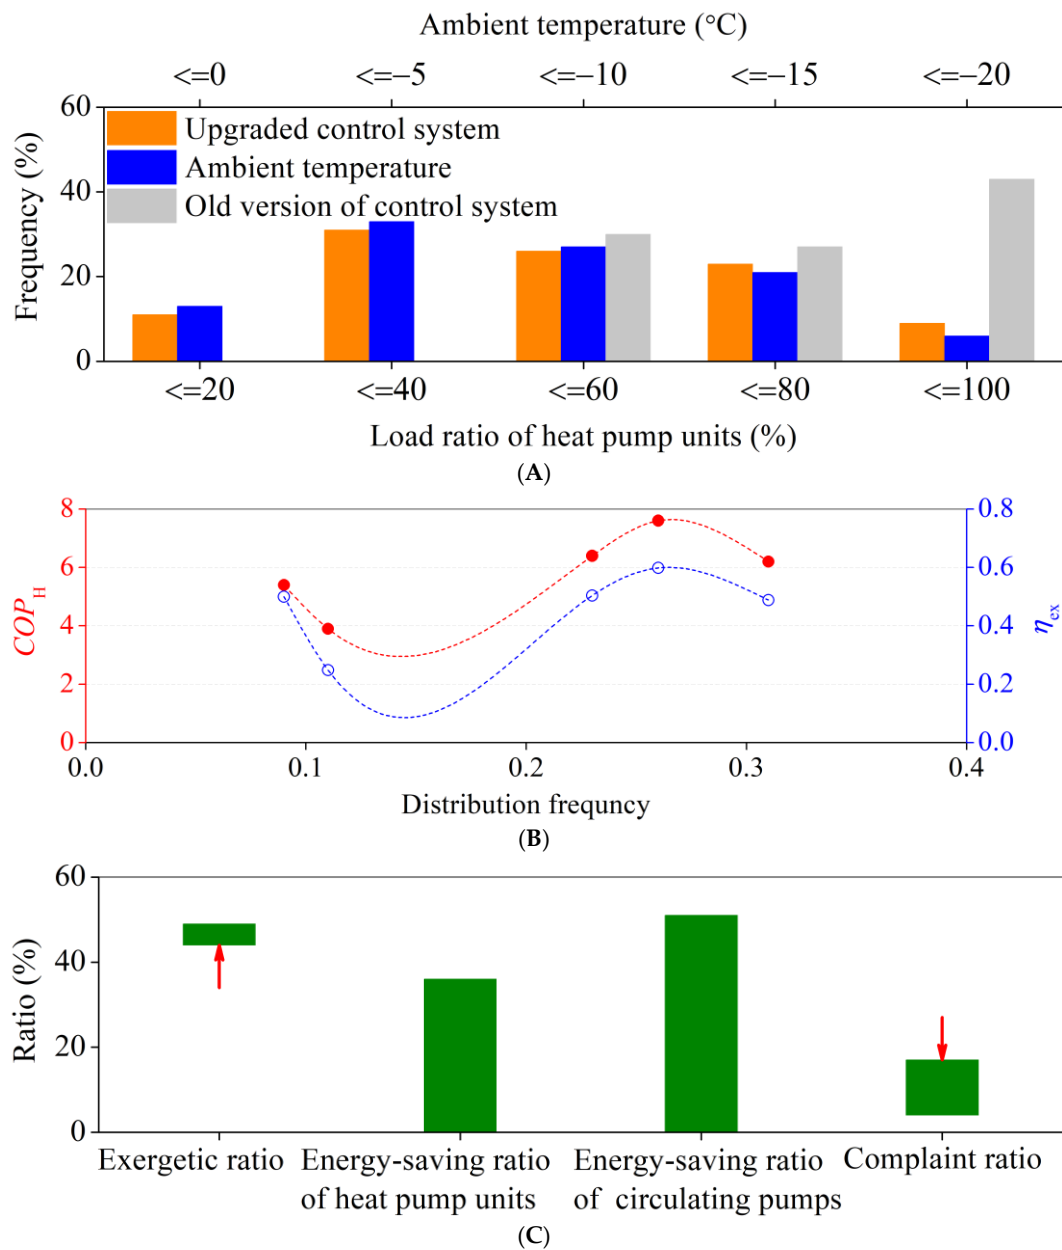 Ambient temperature (°C)
<=0 <=−5 <=−10 <=−15 <=−20
60
Upgraded control system
Ambient temperature
40
Old version of control system
Frequency (%)
20
0
<=20 <=40 <=60 <=80 <=100
Load ratio of heat pump units (%)
(A)
8 0.8
6 0.6
COP_H η_ex
4 0.4
2 0.2
0 0.0
0.0 0.1 0.2 0.3 0.4
Distribution frequncy
(B)
60
40
Ratio (%)
20
0
Exergetic ratio Energy-saving ratio Energy-saving ratio Complaint ratio
of heat pump units of circulating pumps
(C)